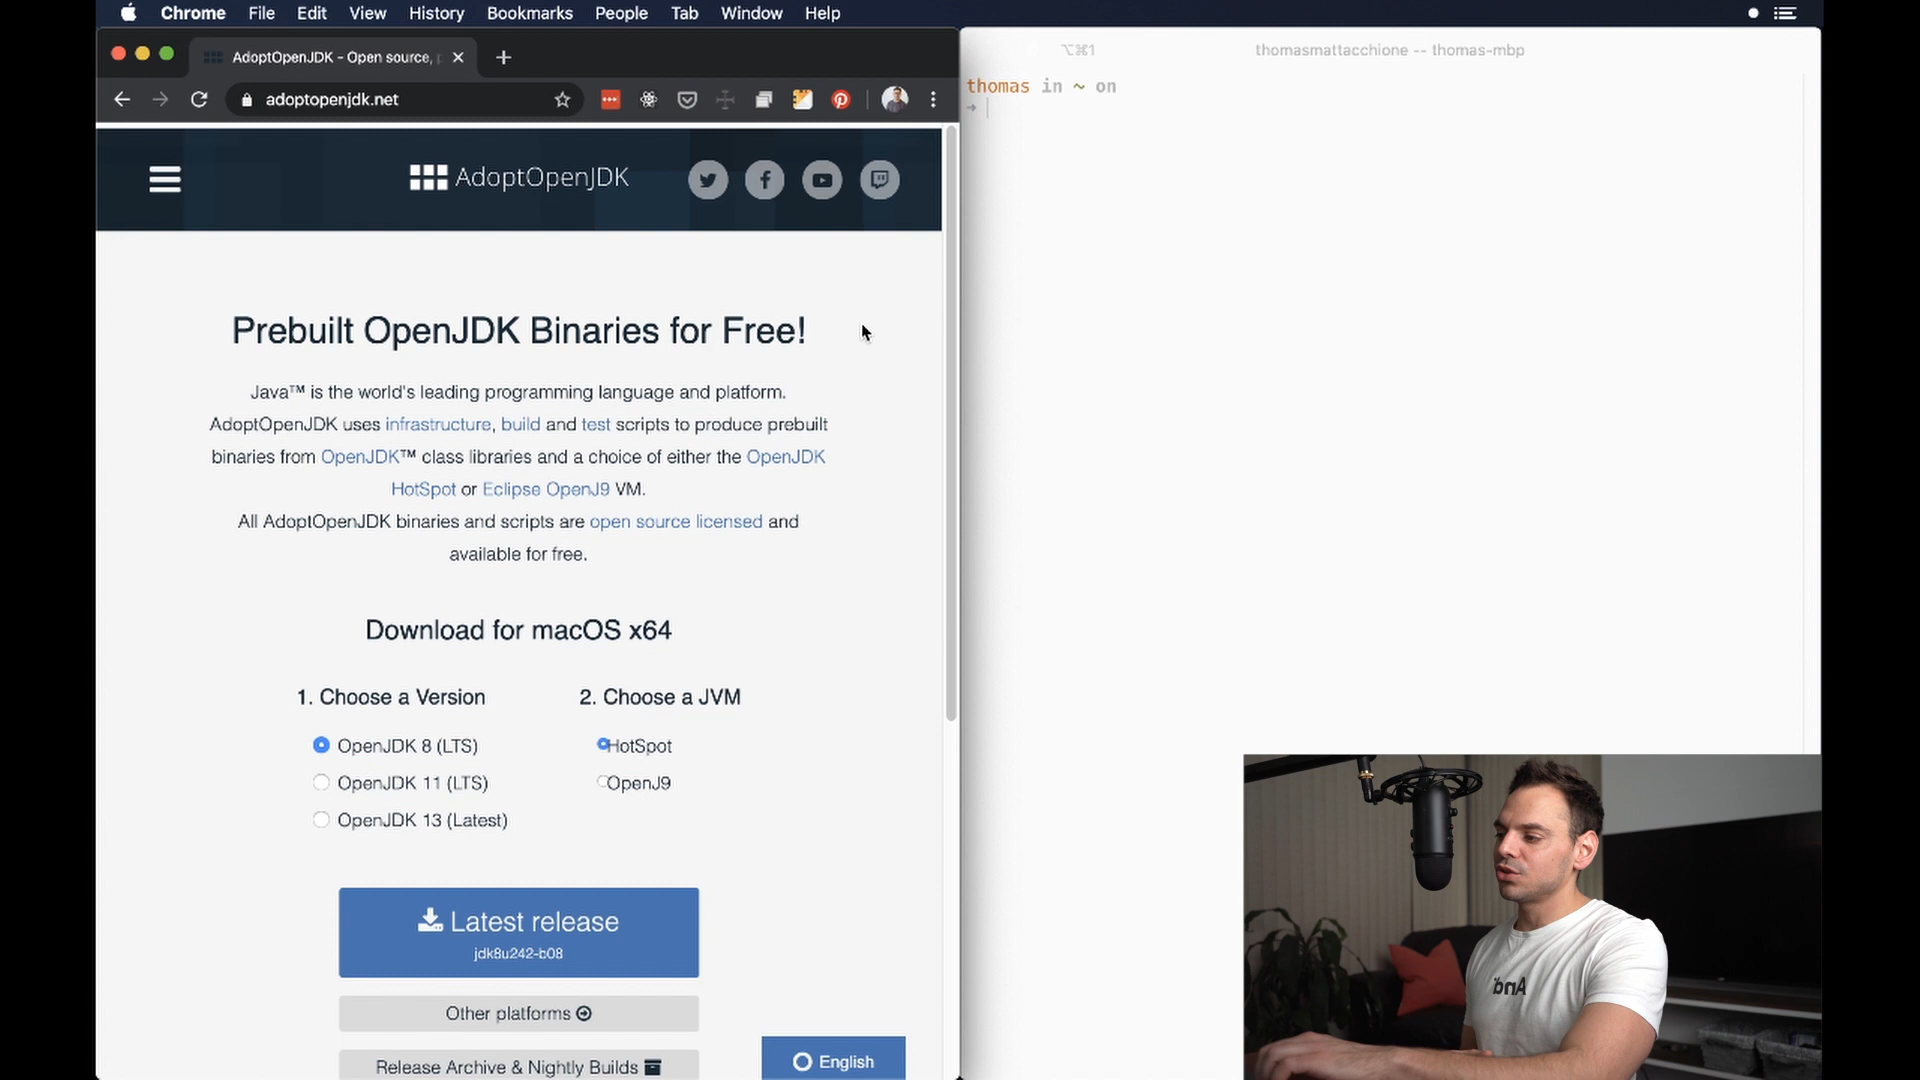 Chrome File Edit View History Bookmarks People Tab Window Help
AdoptOpenJDK - Open source,
adoptopenjdk.net
⌥⌘1
thomasmattacchione -- thomas-mbp
thomas in ~ on
➜
AdoptOpenJDK
Prebuilt OpenJDK Binaries for Free!
Java™ is the world's leading programming language and platform.
AdoptOpenJDK uses infrastructure, build and test scripts to produce prebuilt
binaries from OpenJDK™ class libraries and a choice of either the OpenJDK
HotSpot or Eclipse OpenJ9 VM.
All AdoptOpenJDK binaries and scripts are open source licensed and
available for free.
Download for macOS x64
1. Choose a Version
OpenJDK 8 (LTS)
OpenJDK 11 (LTS)
OpenJDK 13 (Latest)
2. Choose a JVM
HotSpot
OpenJ9
Latest release
jdk8u242-b08
Other platforms
Release Archive & Nightly Builds
English